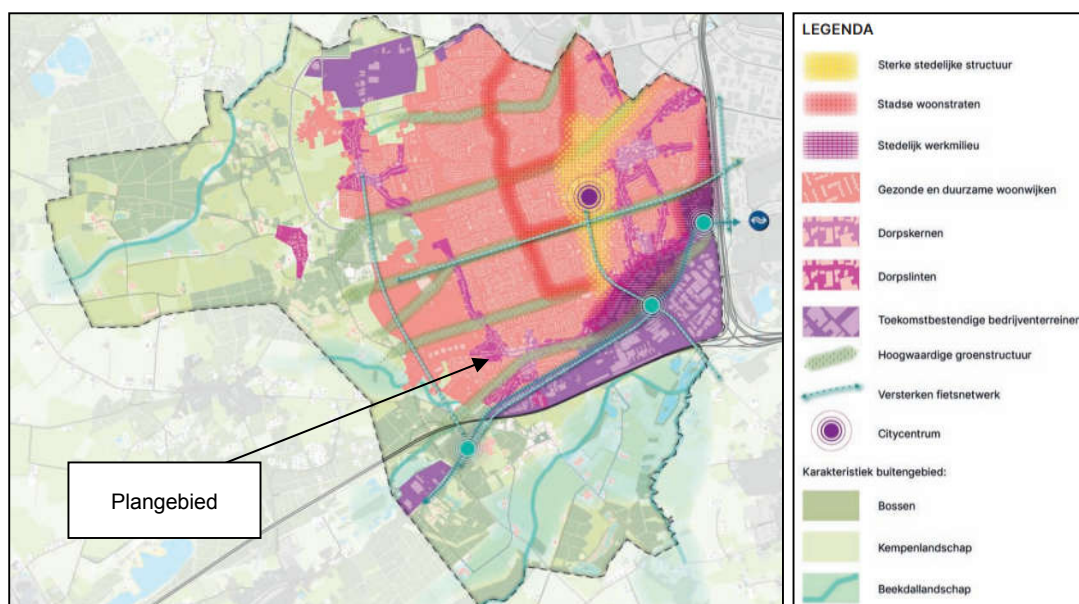 Plangebied
LEGENDA
Sterke stedelijke structuur
Stadse woonstraten
Stedelijk werkmilieu
Gezonde en duurzame woonwijken
Dorpskernen
Dorpslinten
Toekomstbestendige bedrijventerreinen
Hoogwaardige groenstructuur
Versterken fietsnetwerk
Citycentrum
Karakteristiek buitengebied:
Bossen
Kempenlandschap
Beekdallandschap